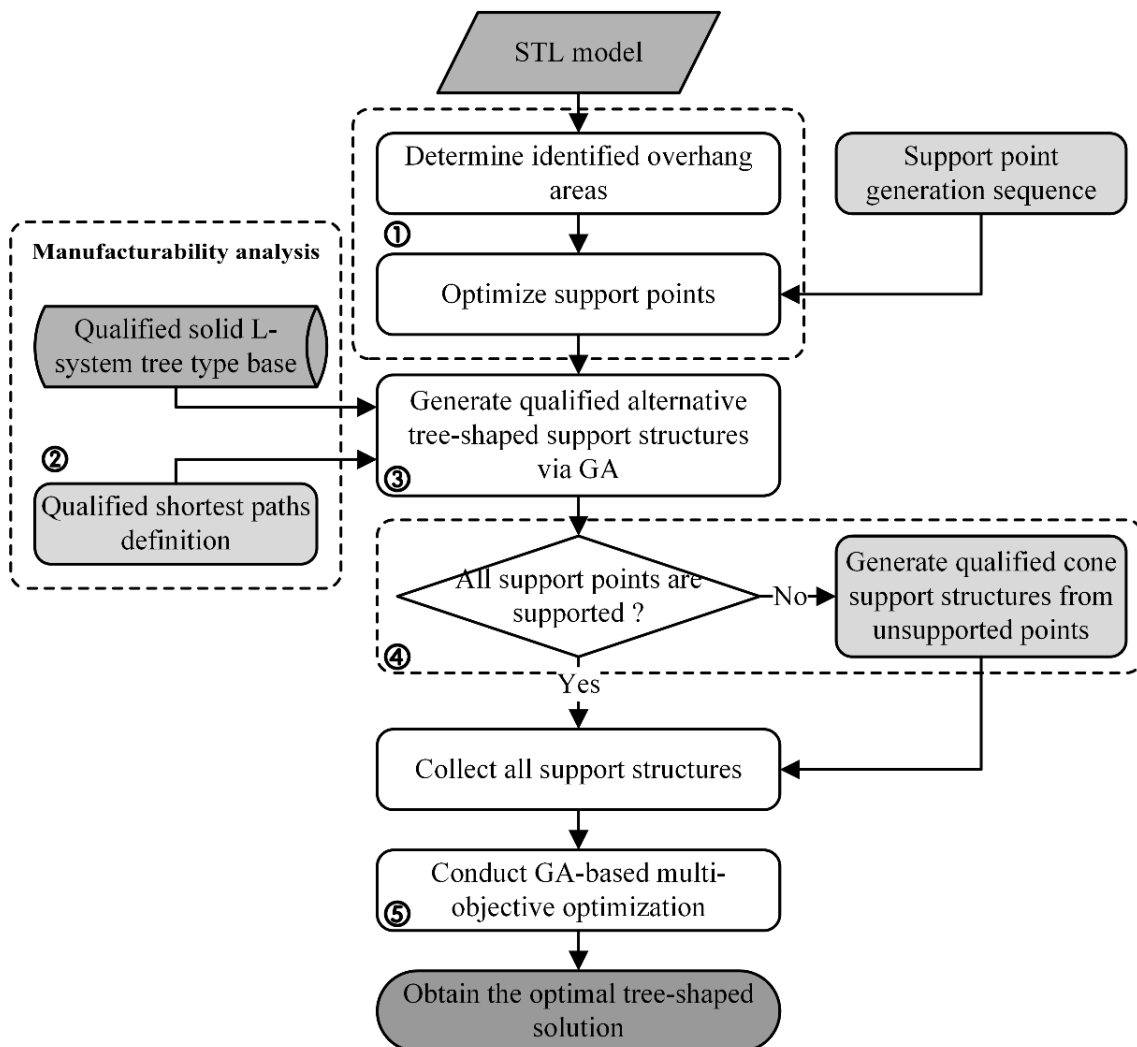 STL model
Determine identified overhang
areas
Support point
generation sequence
①
Optimize support points
Manufacturability analysis
Qualified solid L-
system tree type base
②
Qualified shortest paths
definition
Generate qualified alternative
tree-shaped support structures
via GA
③
All support points are
supported ?
No
Generate qualified cone
support structures from
unsupported points
④
Yes
Collect all support structures
Conduct GA-based multi-
objective optimization
⑤
Obtain the optimal tree-shaped
solution